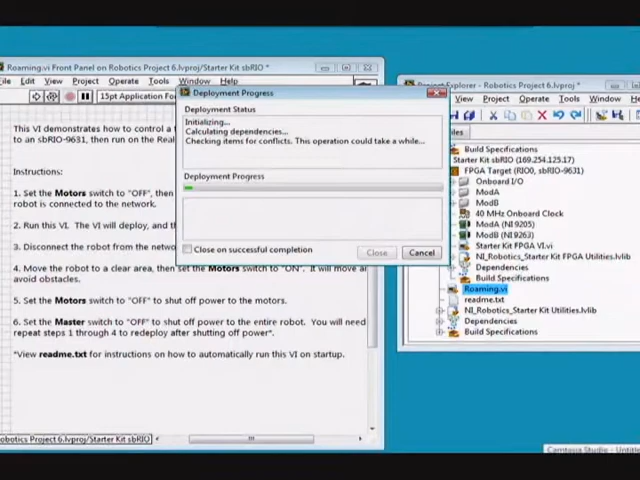 Roaming.vi Front Panel on Robotics Project 6.lvproj/Starter Kit sbRIO *
File Edit View Project Operate Tools Window Help
15pt Application Fo
This VI demonstrates how to control a
to an sbRIO-9631, then run on the Real
Instructions:
1. Set the Motors switch to "OFF", then
robot is connected to the network.
2. Run this VI. The VI will deploy, and th
3. Disconnect the robot from the netwo
4. Move the robot to a clear area, then set the Motors switch to "ON". It will move a
avoid obstacles.
5. Set the Motors switch to "OFF" to shut off power to the motors.
6. Set the Master switch to "OFF" to shut off power to the entire robot. You will need
repeat steps 1 through 4 to redeploy after shutting off power*.
*View readme.txt for instructions on how to automatically run this VI on startup.
obotics Project 6.lvproj/Starter Kit sbRIO
Deployment Progress
Deployment Status
Initializing...
Calculating dependencies...
Checking items for conflicts. This operation could take a while...
Deployment Progress
Close on successful completion
Close
Cancel
Project Explorer - Robotics Project 6.lvproj *
View Project Operate Tools Window
Files
Build Specifications
Starter Kit sbRIO (169.254.125.17)
FPGA Target (RIO0, sbRIO-9631)
Onboard I/O
ModA
ModB
40 MHz Onboard Clock
ModA (NI 9205)
ModB (NI 9263)
Starter Kit FPGA VI.vi
NI_Robotics_Starter Kit FPGA Utilities.lvlib
Dependencies
Build Specifications
Roaming.vi
readme.txt
NI_Robotics_Starter Kit Utilities.lvlib
Dependencies
Build Specifications
Camtasia Studio - Untitle